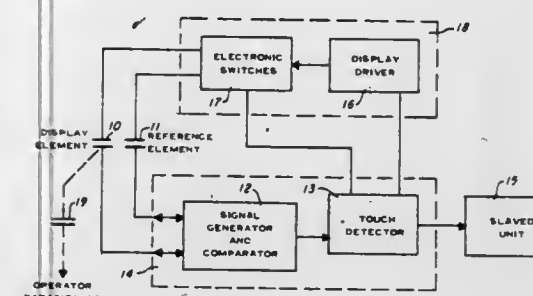 18
ELECTRONIC
SWITCHES
17
DISPLAY
DRIVER
16
DISPLAY
ELEMENT
10
11
REFERENCE
ELEMENT
19
12
SIGNAL
GENERATOR
AND
COMPARATOR
13
TOUCH
DETECTOR
14
15
SLAVED
UNIT
OPERATOR